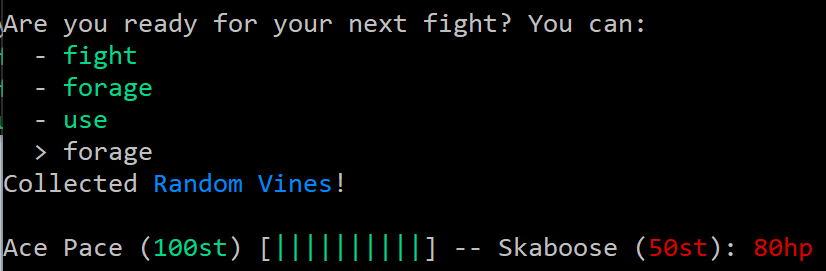 Are you ready for your next fight? You can:
- fight
- forage
- use
> forage
Collected Random Vines!
Ace Pace (100st) [||||||||||] -- Skaboose (50st): 80hp